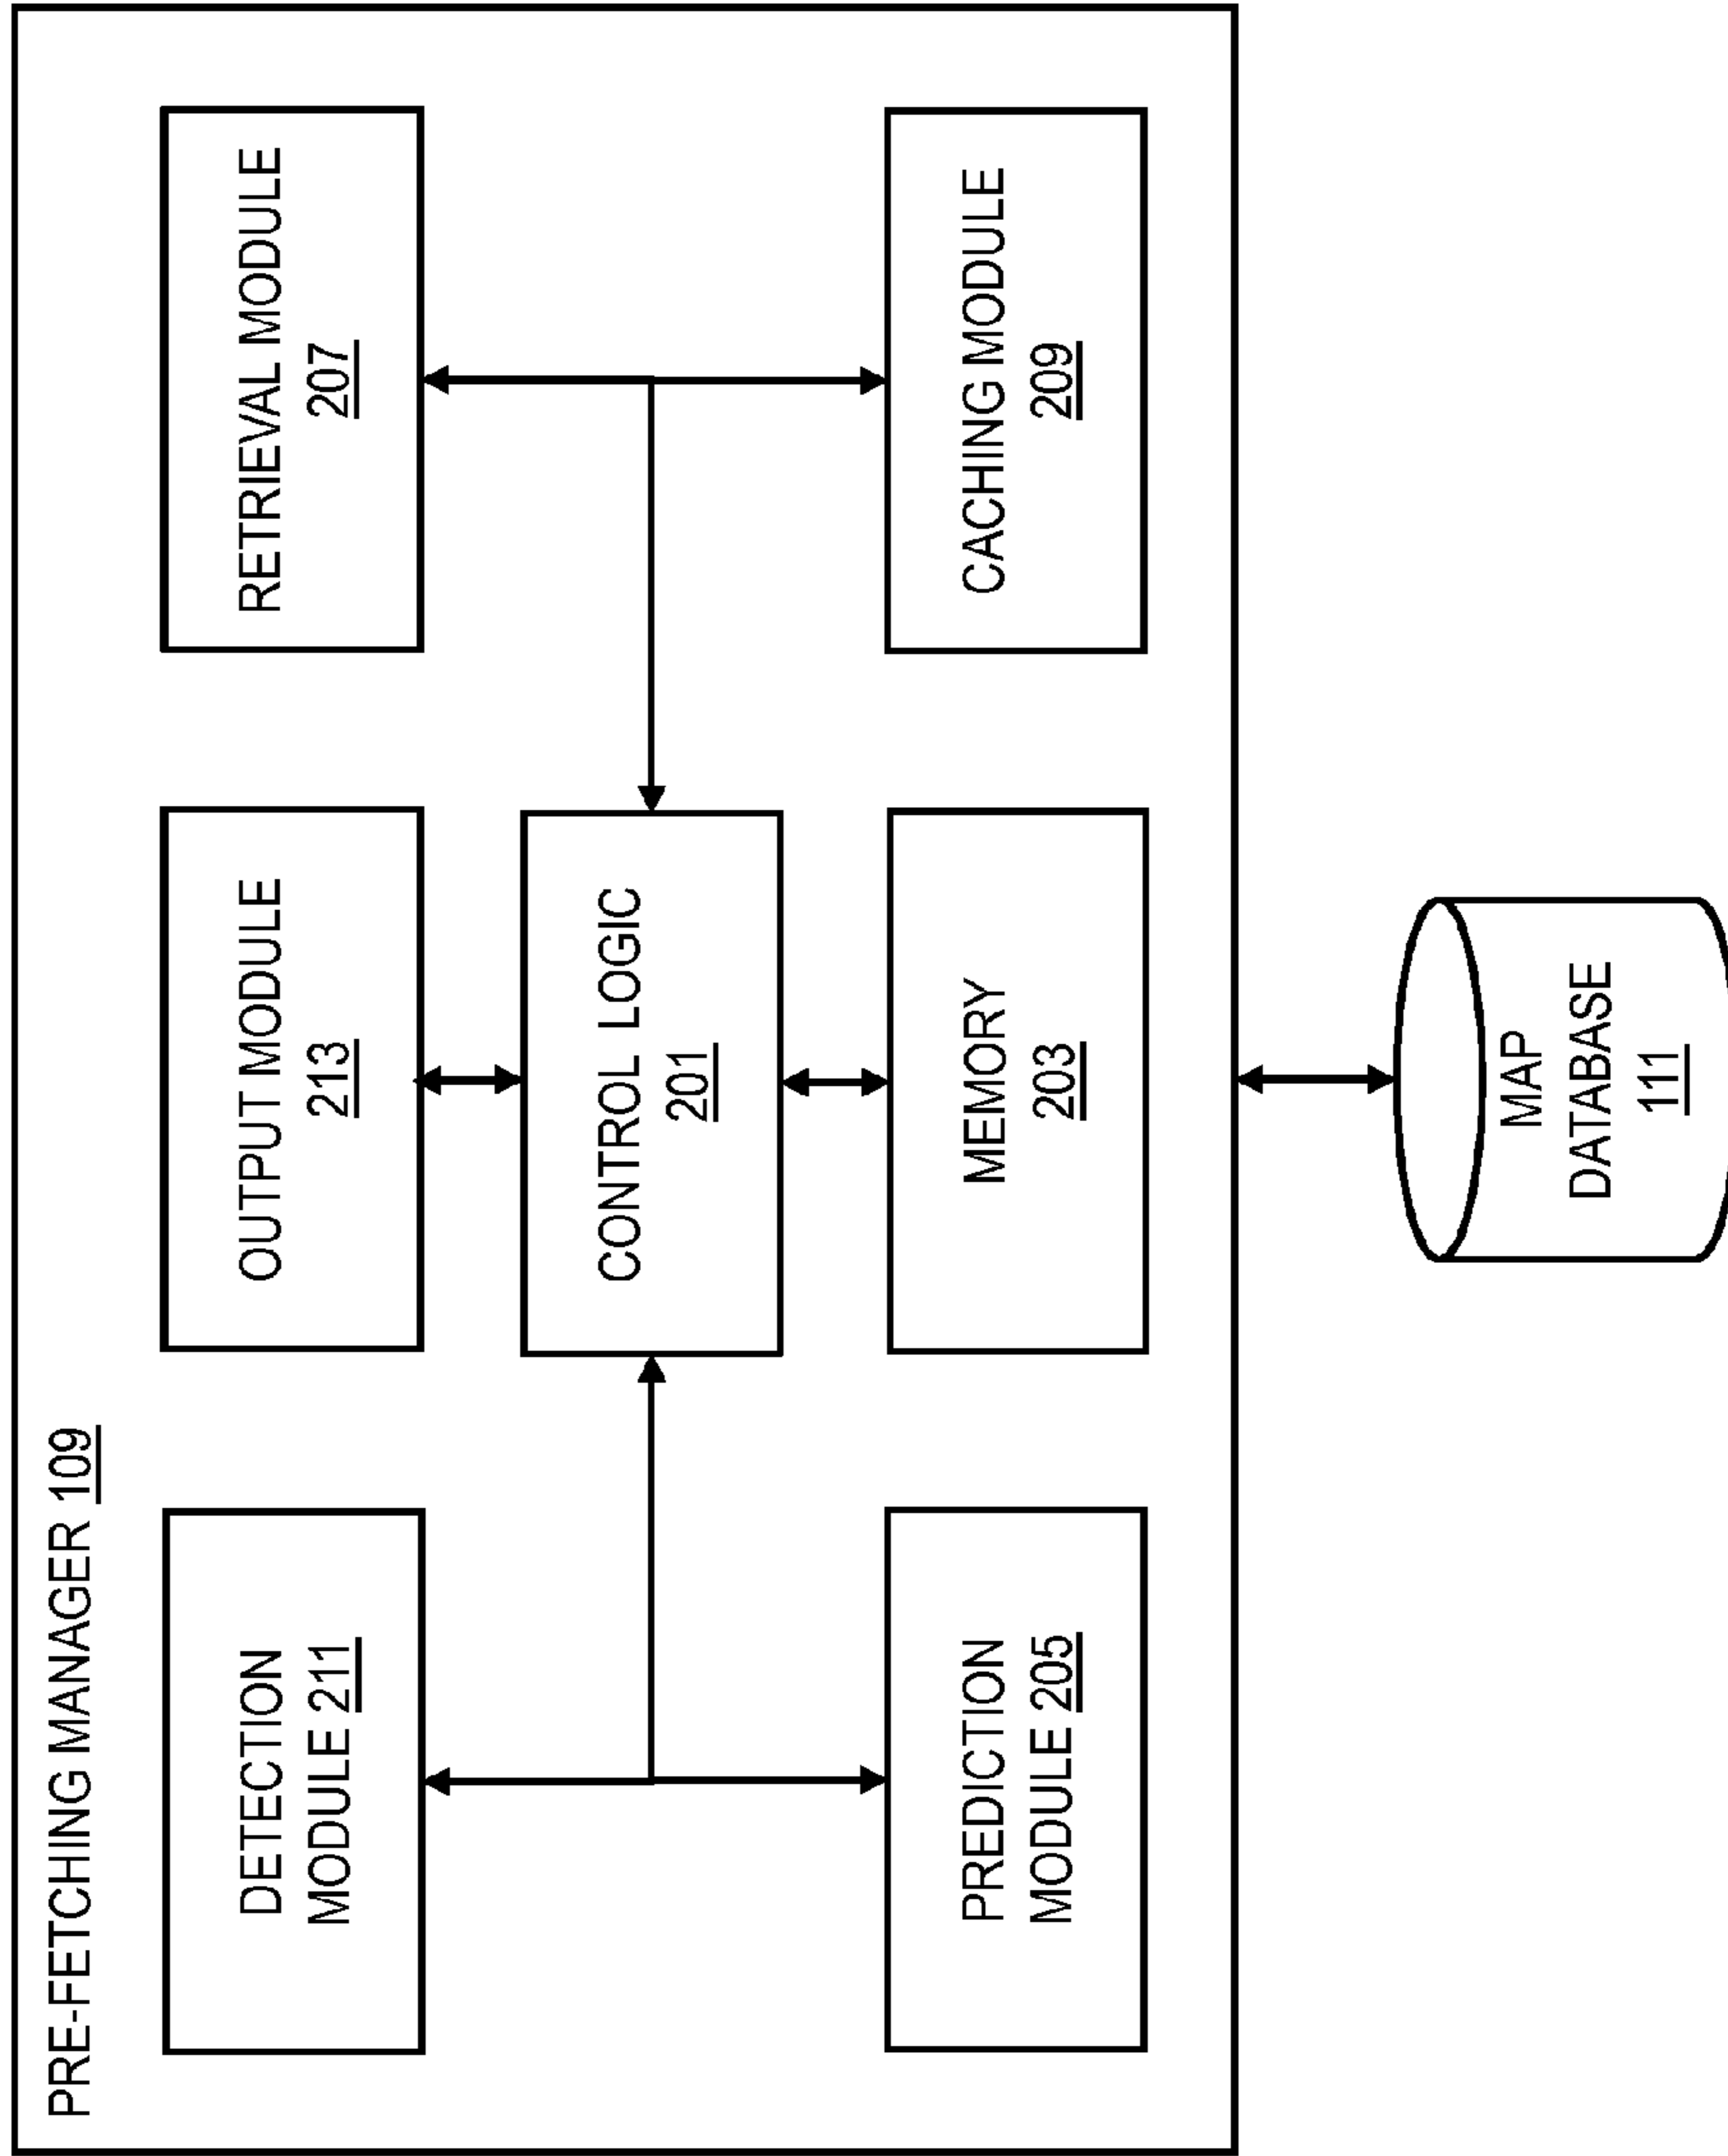 PRE-FETCHING MANAGER 109
DETECTION
MODULE 211
OUTPUT MODULE
213
RETRIEVAL MODULE
207
CONTROL LOGIC
201
PREDICTION
MODULE 205
MEMORY
203
CACHING MODULE
209
MAP
DATABASE
111